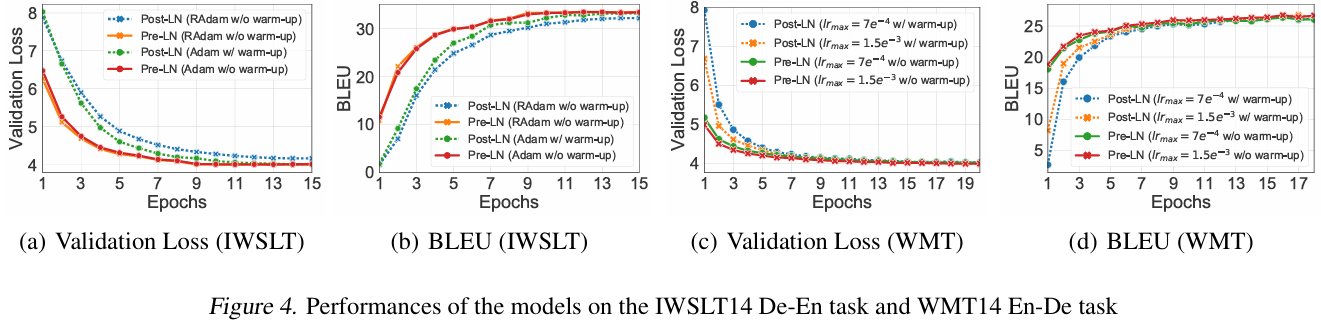 8
7
6
5
4
Validation Loss
Post-LN (RAdam w/o warm-up)
Pre-LN (RAdam w/o warm-up)
Post-LN (Adam w/ warm-up)
Pre-LN (Adam w/o warm-up)
1 3 5 7 9 11 13 15
Epochs
(a) Validation Loss (IWSLT)
30
20
10
0
BLEU
Post-LN (RAdam w/o warm-up)
Pre-LN (RAdam w/o warm-up)
Post-LN (Adam w/ warm-up)
Pre-LN (Adam w/o warm-up)
1 3 5 7 9 11 13 15
Epochs
(b) BLEU (IWSLT)
8
7
6
5
4
Validation Loss
Post-LN (lr_max = 7e⁻⁴ w/ warm-up)
Post-LN (lr_max = 1.5e⁻³ w/ warm-up)
Pre-LN (lr_max = 7e⁻⁴ w/o warm-up)
Pre-LN (lr_max = 1.5e⁻³ w/o warm-up)
1 3 5 7 9 11 13 15 17 19
Epochs
(c) Validation Loss (WMT)
25
20
15
10
5
BLEU
Post-LN (lr_max = 7e⁻⁴ w/ warm-up)
Post-LN (lr_max = 1.5e⁻³ w/ warm-up)
Pre-LN (lr_max = 7e⁻⁴ w/o warm-up)
Pre-LN (lr_max = 1.5e⁻³ w/o warm-up)
1 3 5 7 9 11 13 15 17
Epochs
(d) BLEU (WMT)
Figure 4. Performances of the models on the IWSLT14 De-En task and WMT14 En-De task